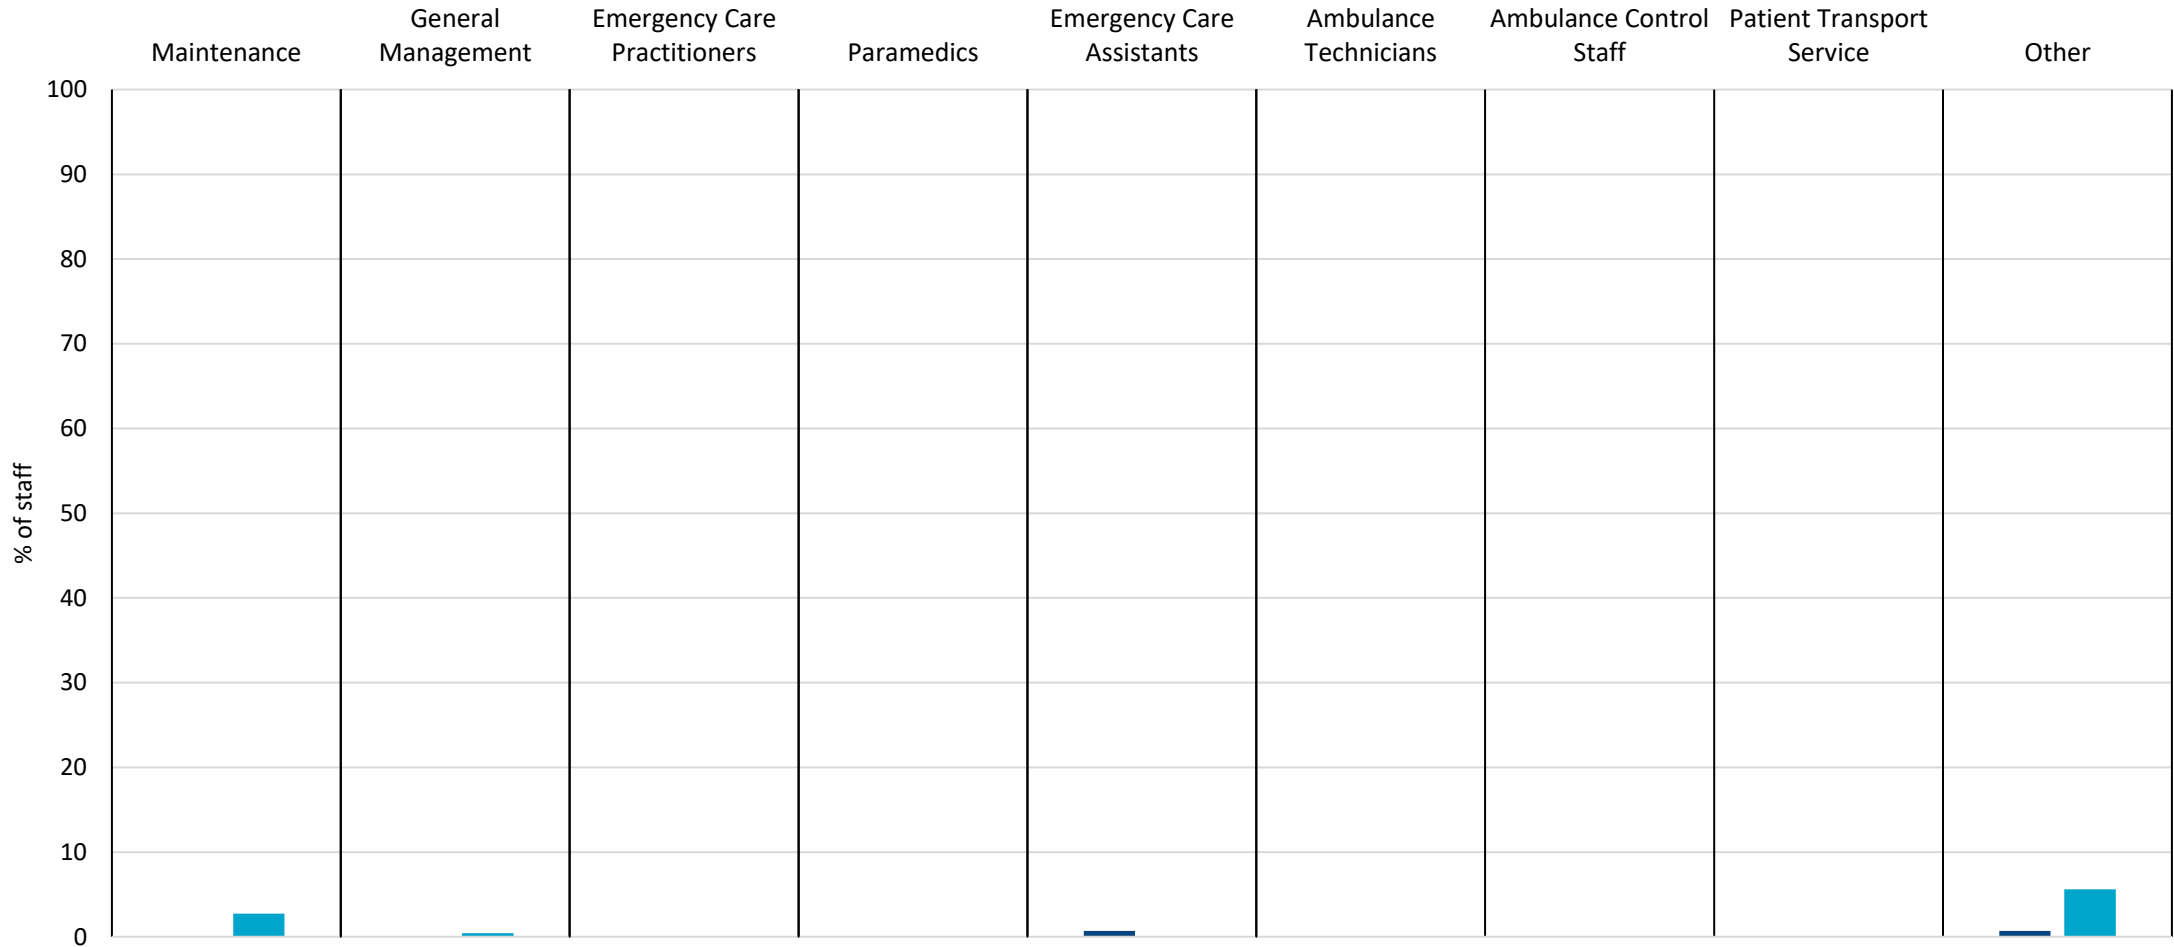 Maintenance
General
Management
Emergency Care
Practitioners
Paramedics
Emergency Care
Assistants
Ambulance
Technicians
Ambulance Control
Staff
Patient Transport
Service
Other
100
90
80
70
60
50
40
30
20
10
0
% of staff